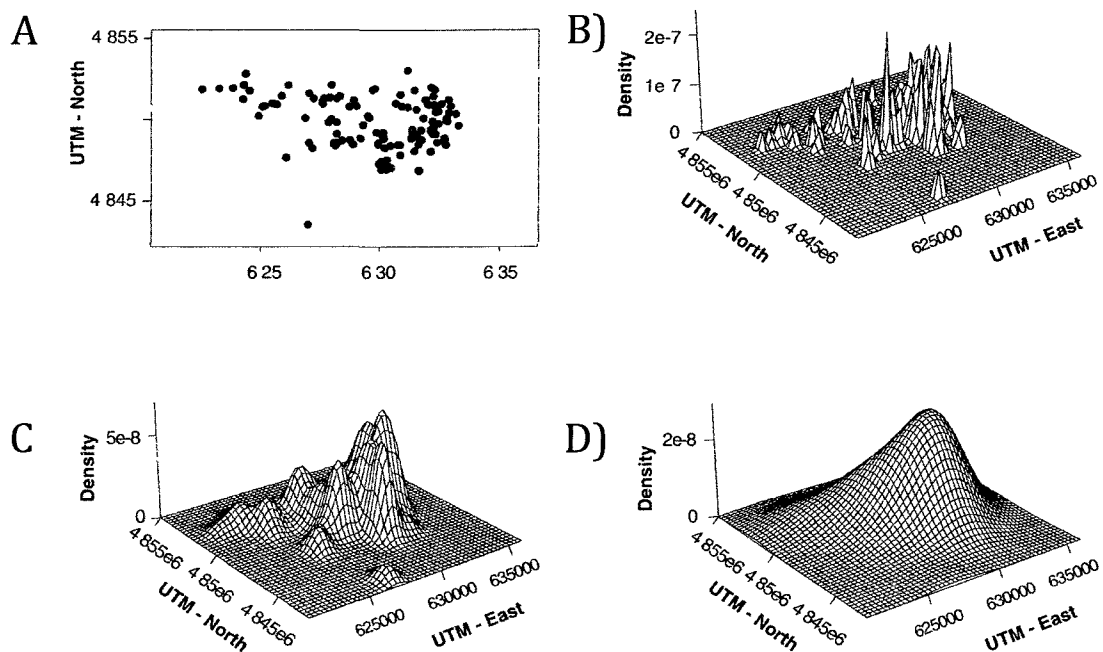 A
4 855
4 845
UTM - North
6 25
6 30
6 35
B)
2e-7
1e-7
0
Density
4 855e6
4 85e6
4 845e6
UTM - North
625000
630000
635000
UTM - East
C
5e-8
0
Density
4 855e6
4 85e6
4 845e6
UTM - North
625000
630000
635000
UTM - East
D)
2e-8
0
Density
4 855e6
4 85e6
4 845e6
UTM - North
625000
630000
635000
UTM - East